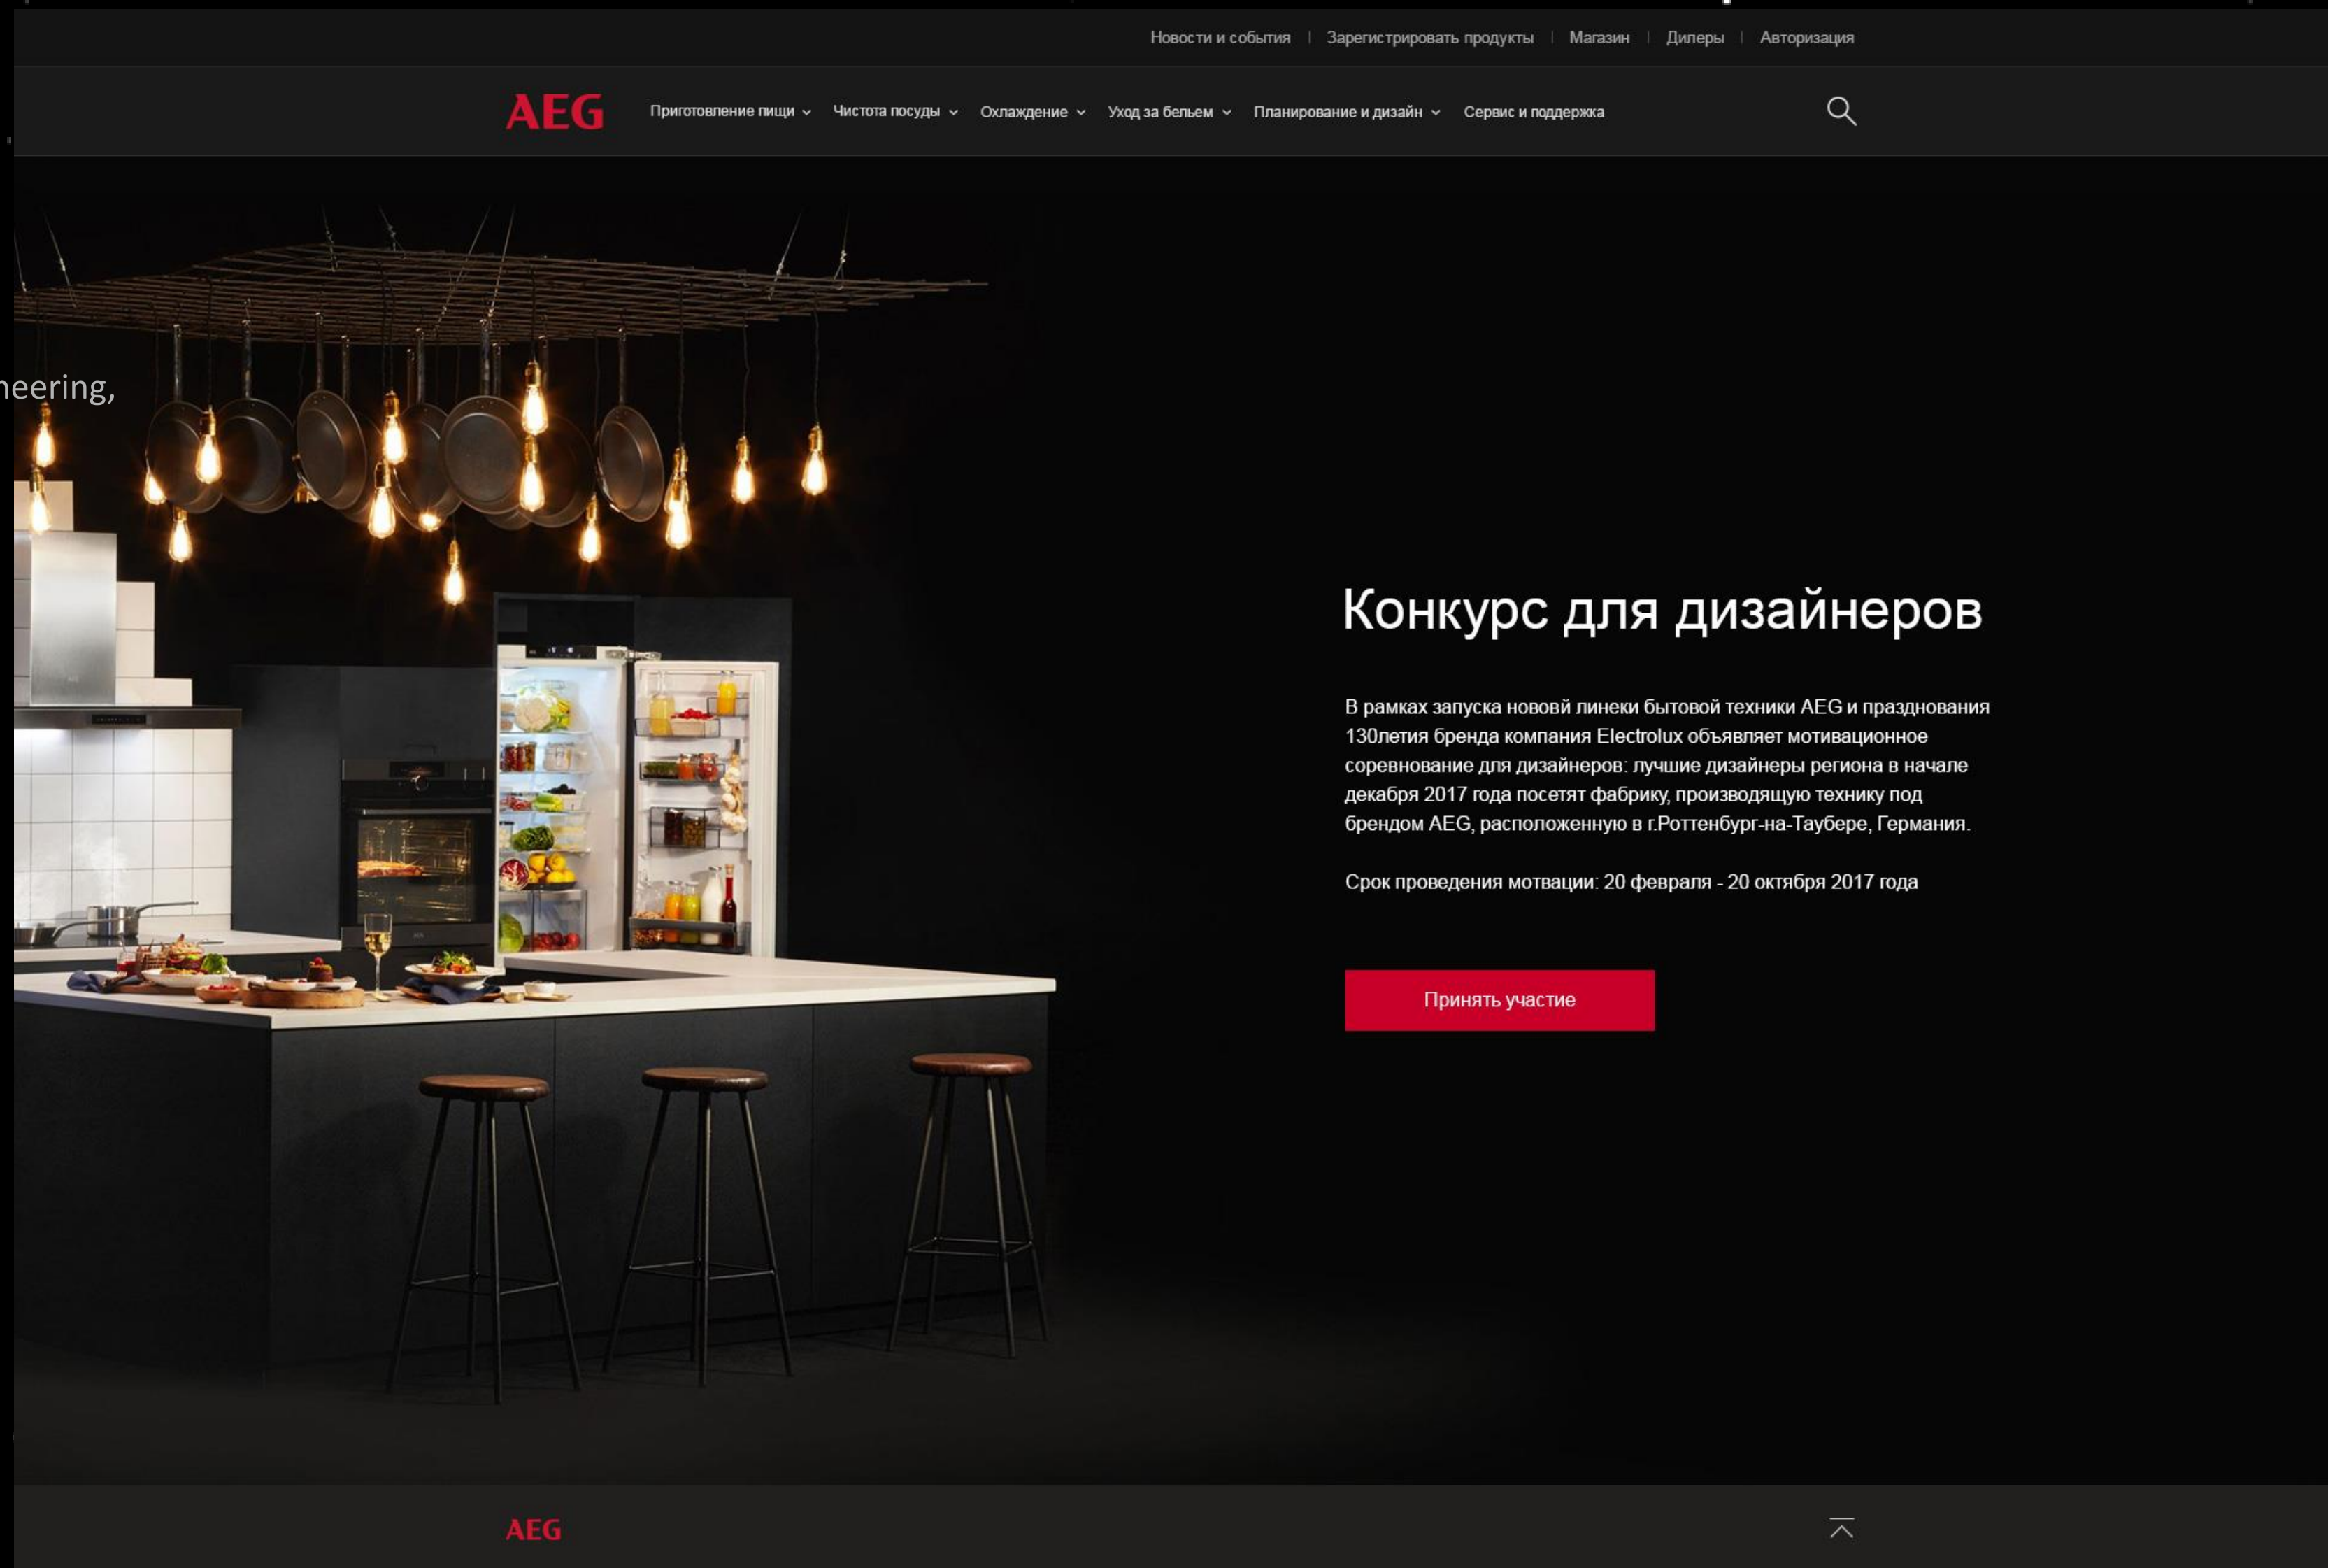 Новости и события | Зарегистрировать продукты | Магазин | Дилеры | Авторизация
AEG Приготовление пищи Чистота посуды Охлаждение Уход за бельем Планирование и дизайн Сервис и поддержка
neering,
Конкурс для дизайнеров
В рамках запуска нововй линеки бытовой техники AEG и празднования
130летия бренда компания Electrolux объявляет мотивационное
соревнование для дизайнеров: лучшие дизайнеры региона в начале
декабря 2017 года посетят фабрику, производящую технику под
брендом AEG, расположенную в г.Роттенбург-на-Таубере, Германия.
Срок проведения мотвации: 20 февраля - 20 октября 2017 года
Принять участие
AEG